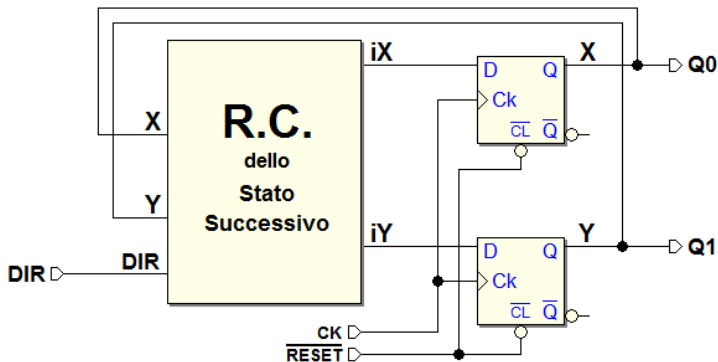 X
Y
DIR
DIR
R.C.
dello
Stato
Successivo
iX
iY
X
D Q
Ck
CL Q
Q0
Y
D Q
Ck
CL Q
Q1
CK
RESET